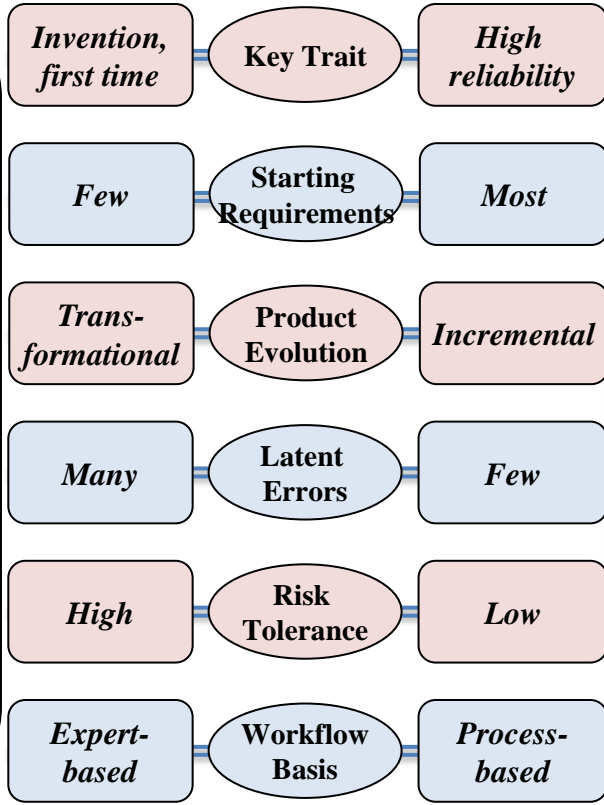 Invention,
first time
Key Trait
High
reliability
Few
Starting
Requirements
Most
Trans-
formational
Product
Evolution
Incremental
Many
Latent
Errors
Few
High
Risk
Tolerance
Low
Expert-
based
Workflow
Basis
Process-
based